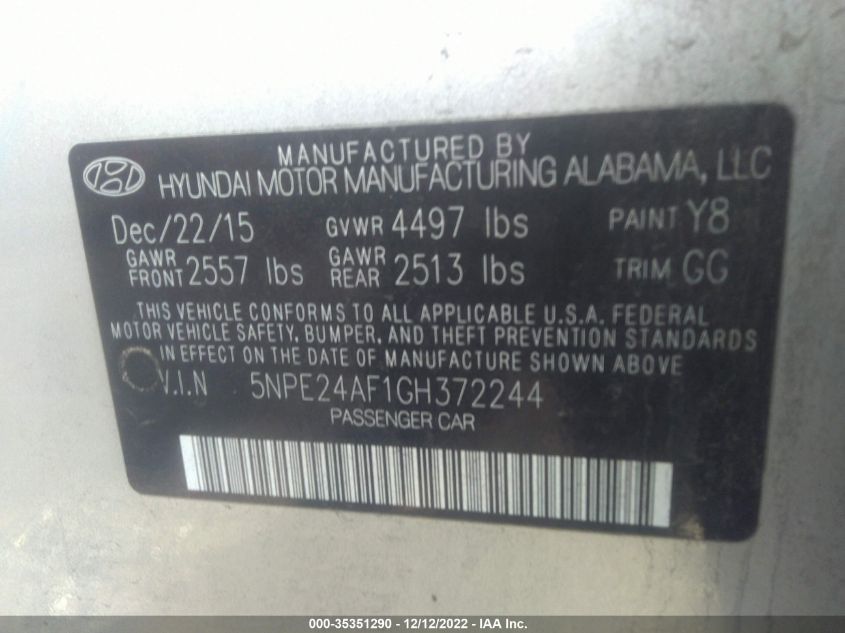 MANUFACTURED BY
HYUNDAI MOTOR MANUFACTURING ALABAMA, LLC
Dec/22/15 GVWR 4497 lbs PAINT Y8
GAWR FRONT 2557 lbs GAWR REAR 2513 lbs TRIM GG
THIS VEHICLE CONFORMS TO ALL APPLICABLE U.S.A. FEDERAL
MOTOR VEHICLE SAFETY, BUMPER, AND THEFT PREVENTION STANDARDS
IN EFFECT ON THE DATE OF MANUFACTURE SHOWN ABOVE
V.I.N 5NPE24AF1GH372244
PASSENGER CAR
000-35351290 - 12/12/2022 - IAA Inc.